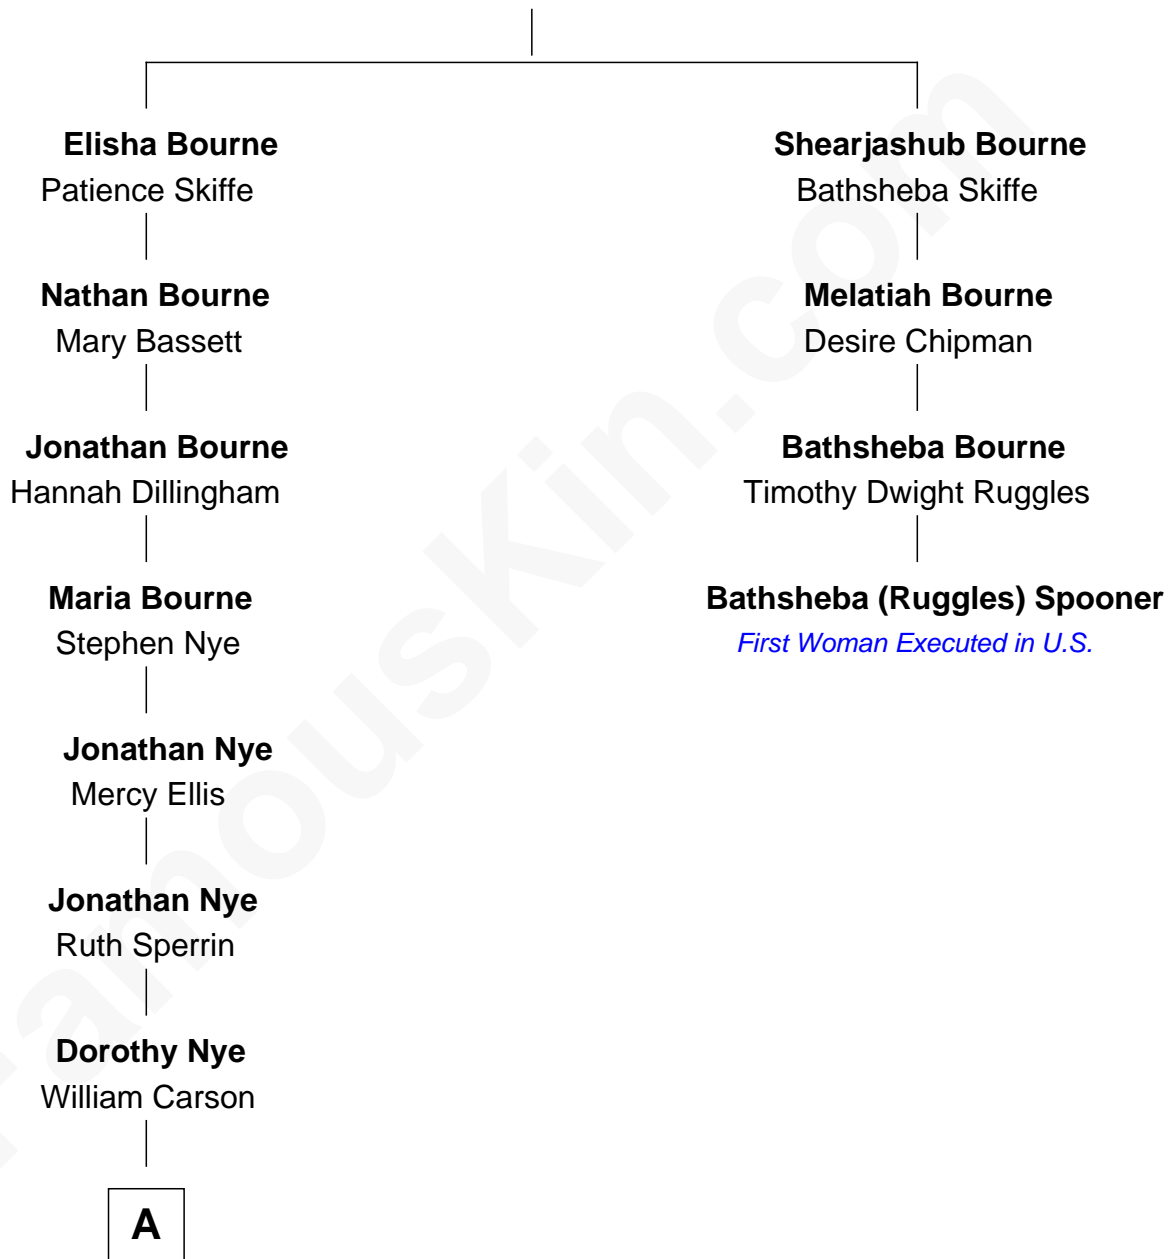 Elisha Bourne
Patience Skiffe
Nathan Bourne
Mary Bassett
Jonathan Bourne
Hannah Dillingham
Maria Bourne
Stephen Nye
Jonathan Nye
Mercy Ellis
Jonathan Nye
Ruth Sperrin
Dorothy Nye
William Carson
A
Shearjashub Bourne
Bathsheba Skiffe
Melatiah Bourne
Desire Chipman
Bathsheba Bourne
Timothy Dwight Ruggles
Bathsheba (Ruggles) Spooner
First Woman Executed in U.S.
FamousKin.com